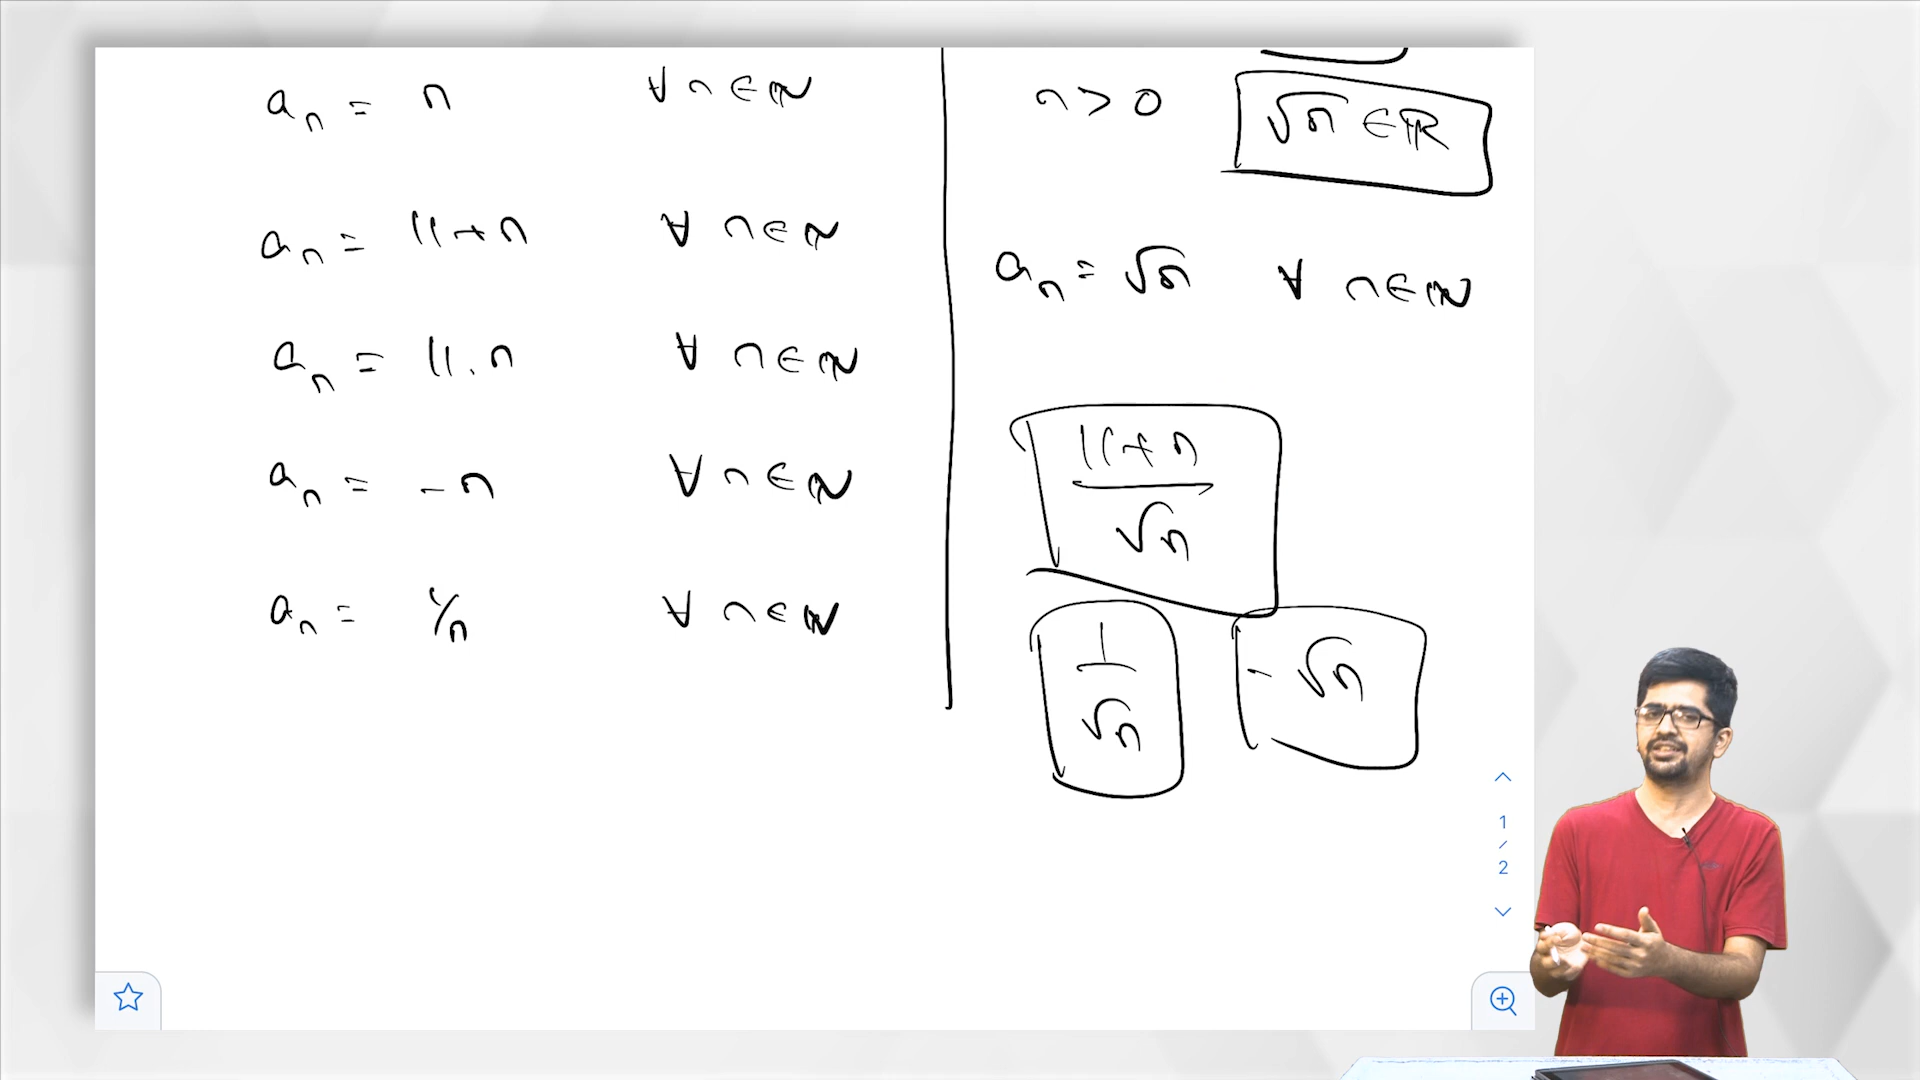 aₙ = n ∀ n ∈ ℕ
aₙ = 11+n ∀ n ∈ ℕ
aₙ = 11.n ∀ n ∈ ℕ
aₙ = -n ∀ n ∈ ℕ
aₙ = 1/n ∀ n ∈ ℕ
n > 0 √n ∈ ℝ
aₙ = √n ∀ n ∈ ℕ
11+n
√n
1
√n
-√n
1
/
2